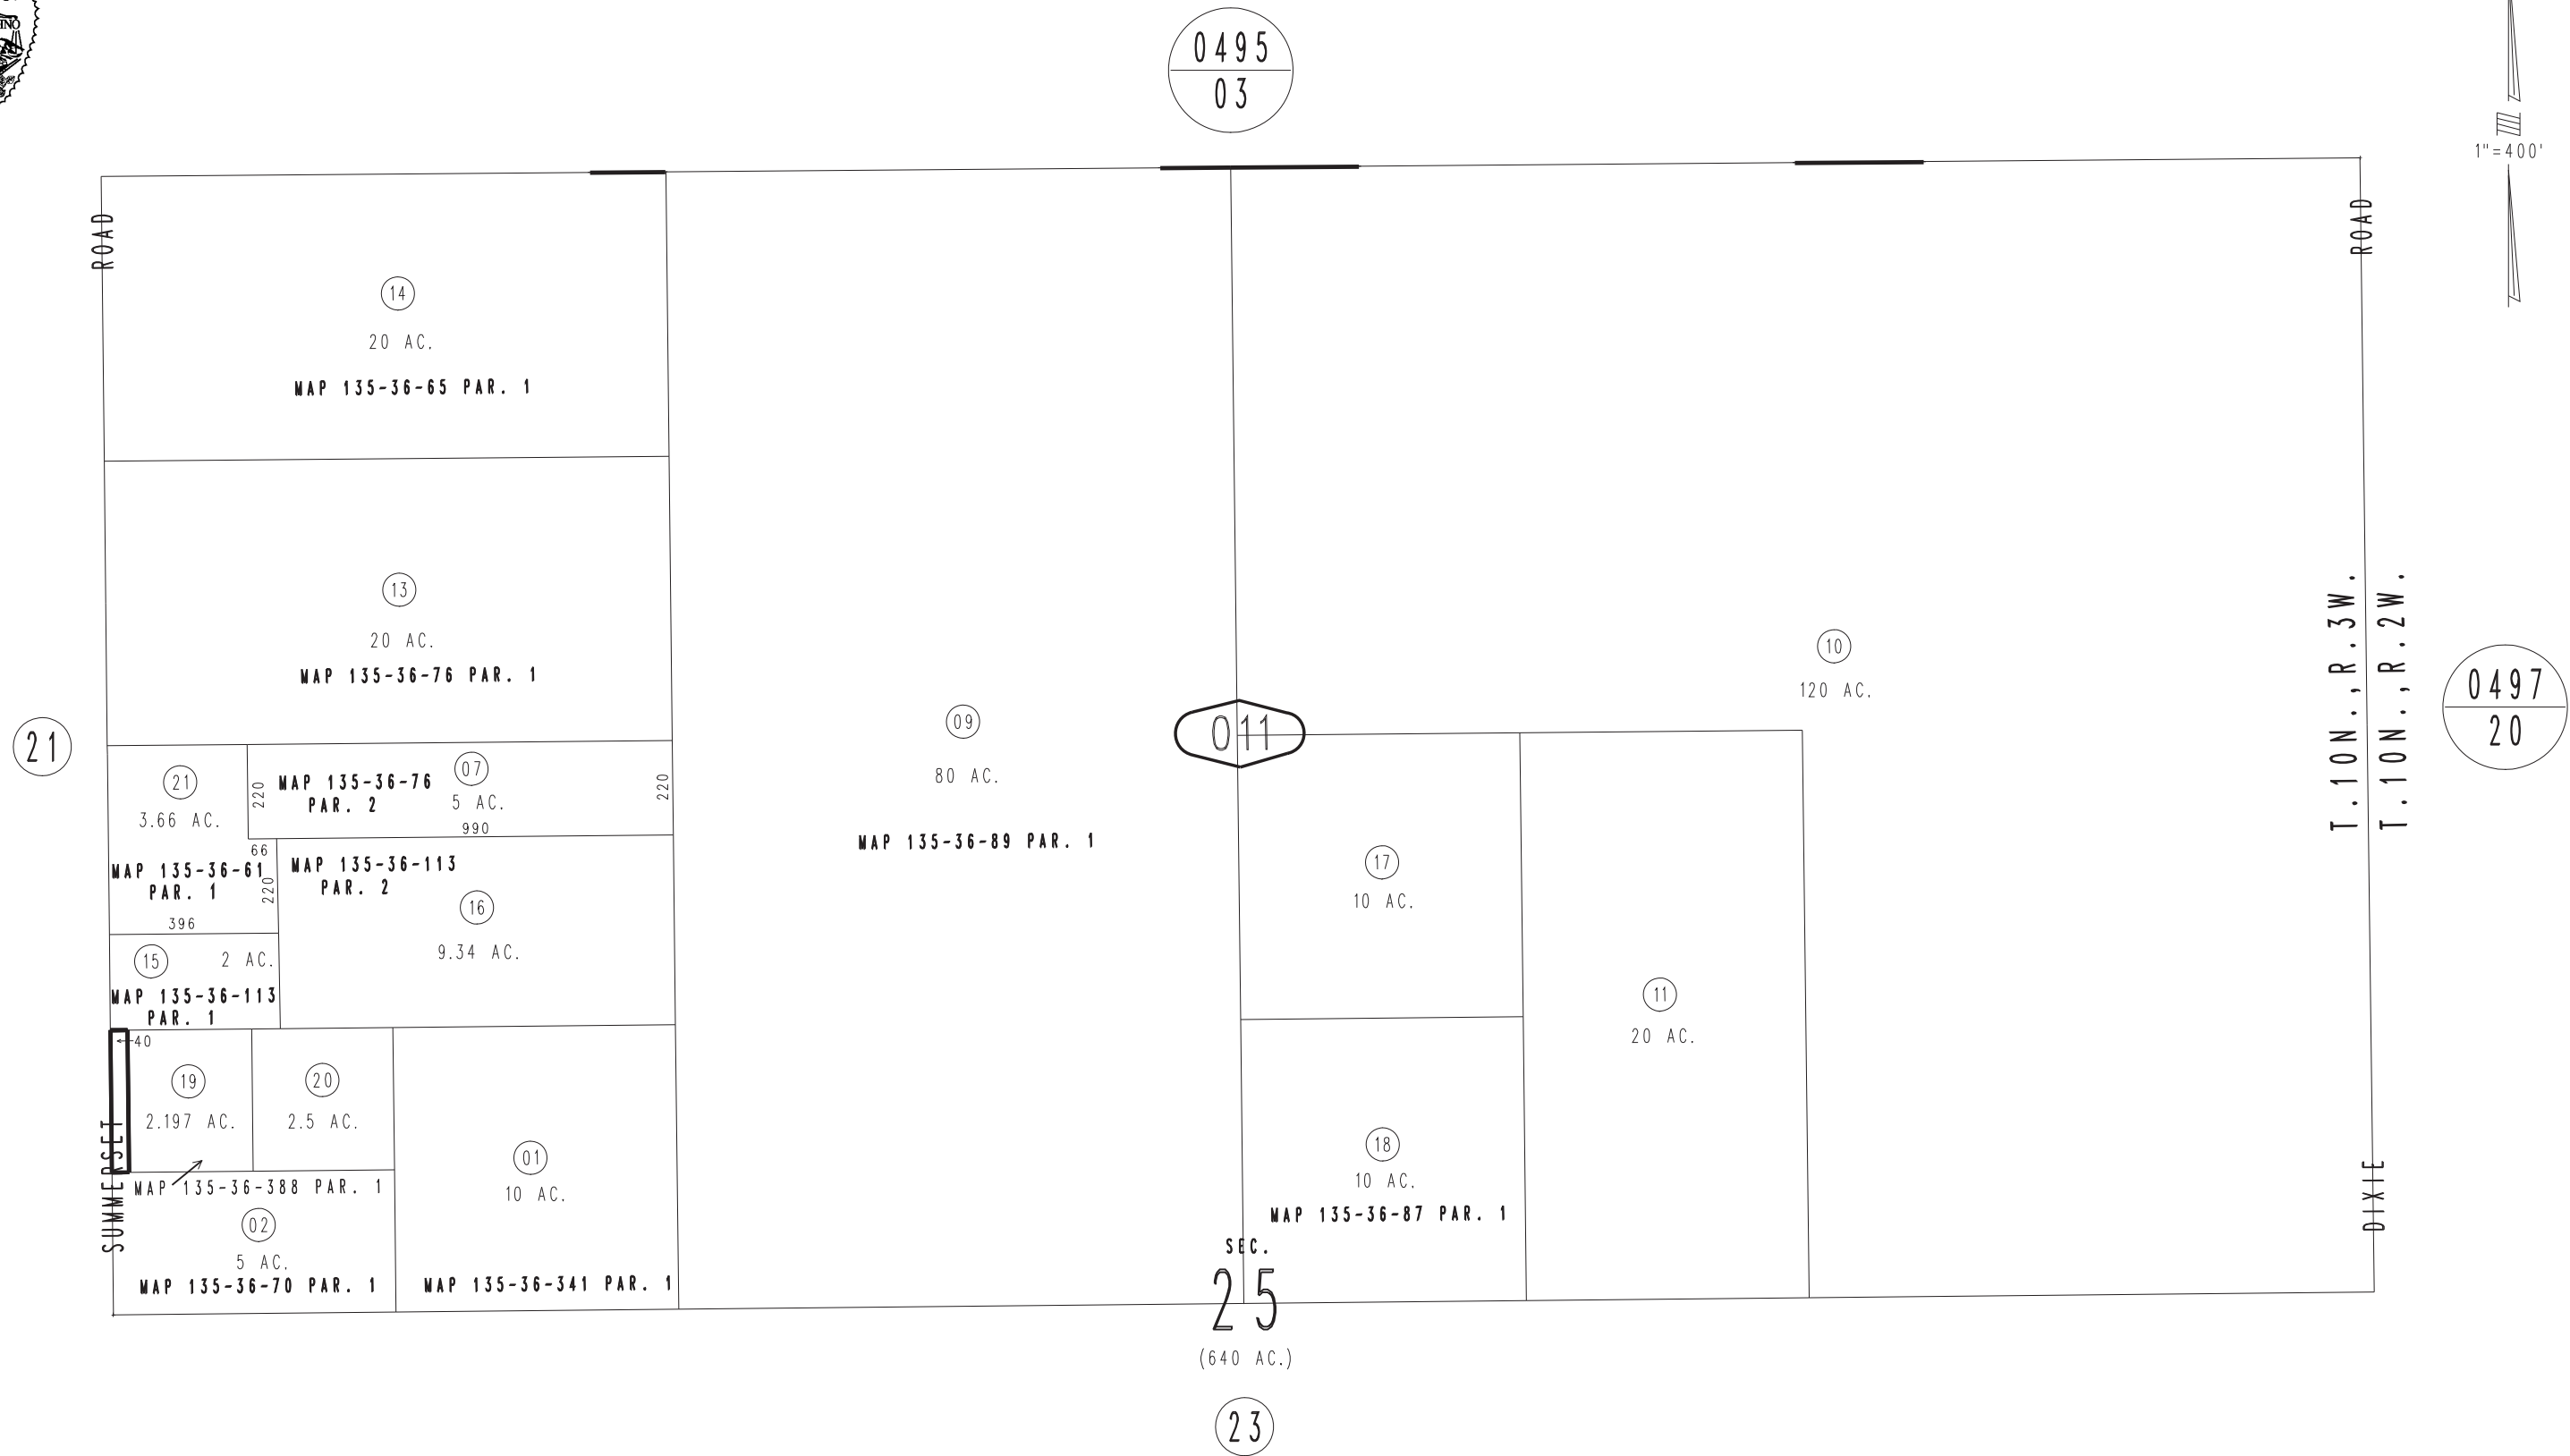 0495
03
1"=400'
ROAD
ROAD
14
20 AC.
MAP 135-36-65 PAR. 1
13
20 AC.
MAP 135-36-76 PAR. 1
10
120 AC.
T.10N.,R.3W.
T.10N.,R.2W.
0497
20
21
09
80 AC.
MAP 135-36-89 PAR. 1
011
21
3.66 AC.
MAP 135-36-61
PAR. 1
396
220
MAP 135-36-76
PAR. 2
07
5 AC.
990
220
66
220
MAP 135-36-113
PAR. 2
16
9.34 AC.
15
2 AC.
MAP 135-36-113
PAR. 1
17
10 AC.
11
20 AC.
40
19
2.197 AC.
20
2.5 AC.
MAP 135-36-388 PAR. 1
02
5 AC.
MAP 135-36-70 PAR. 1
01
10 AC.
MAP 135-36-341 PAR. 1
18
10 AC.
MAP 135-36-87 PAR. 1
SUMMERSET
DIXIE
SEC.
25
(640 AC.)
23